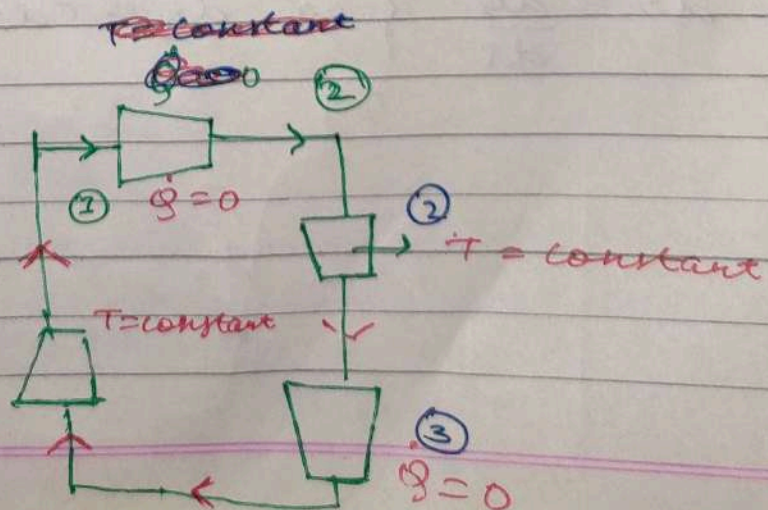 T = constant
0
②
① Q̇ = 0
②
T = constant
T = constant
③
Q̇ = 0